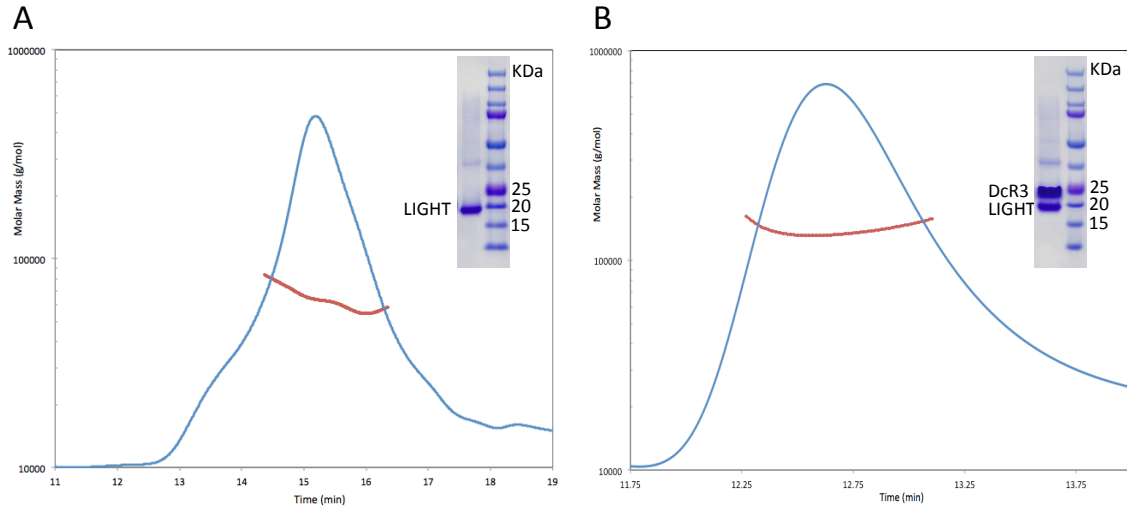 A
Molar Mass (g/mol)
1000000
100000
10000
11 12 13 14 15 16 17 18 19
Time (min)
KDa
25
LIGHT 20
15
B
Molar Mass (g/mol)
1000000
100000
10000
11.75 12.25 12.75 13.25 13.75
Time (min)
KDa
DcR3 25
LIGHT 20
15